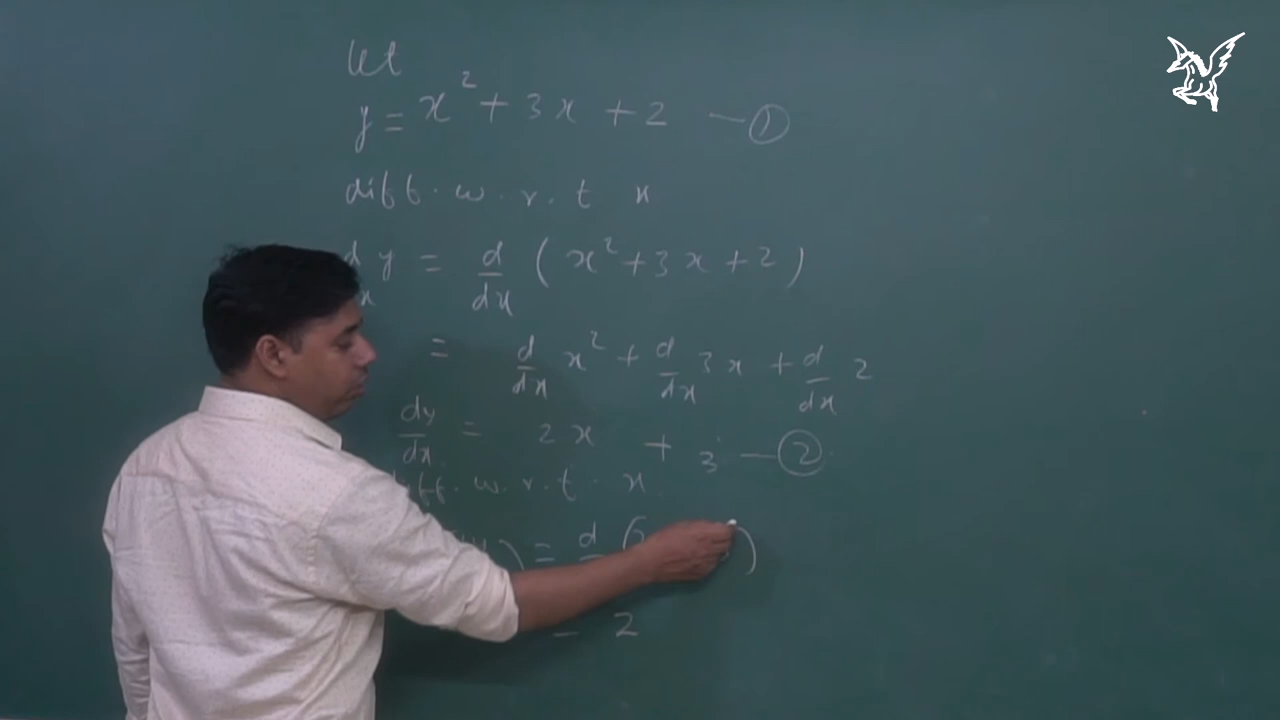 Let
y = x² + 3x + 2 — ①
diff. w.r.t x
d/dx y = d/dx (x² + 3x + 2)
= d/dx x² + d/dx 3x + d/dx 2
dy/dx = 2x + 3 — ②
diff. w.r.t. x
) = d (2 )
= 2